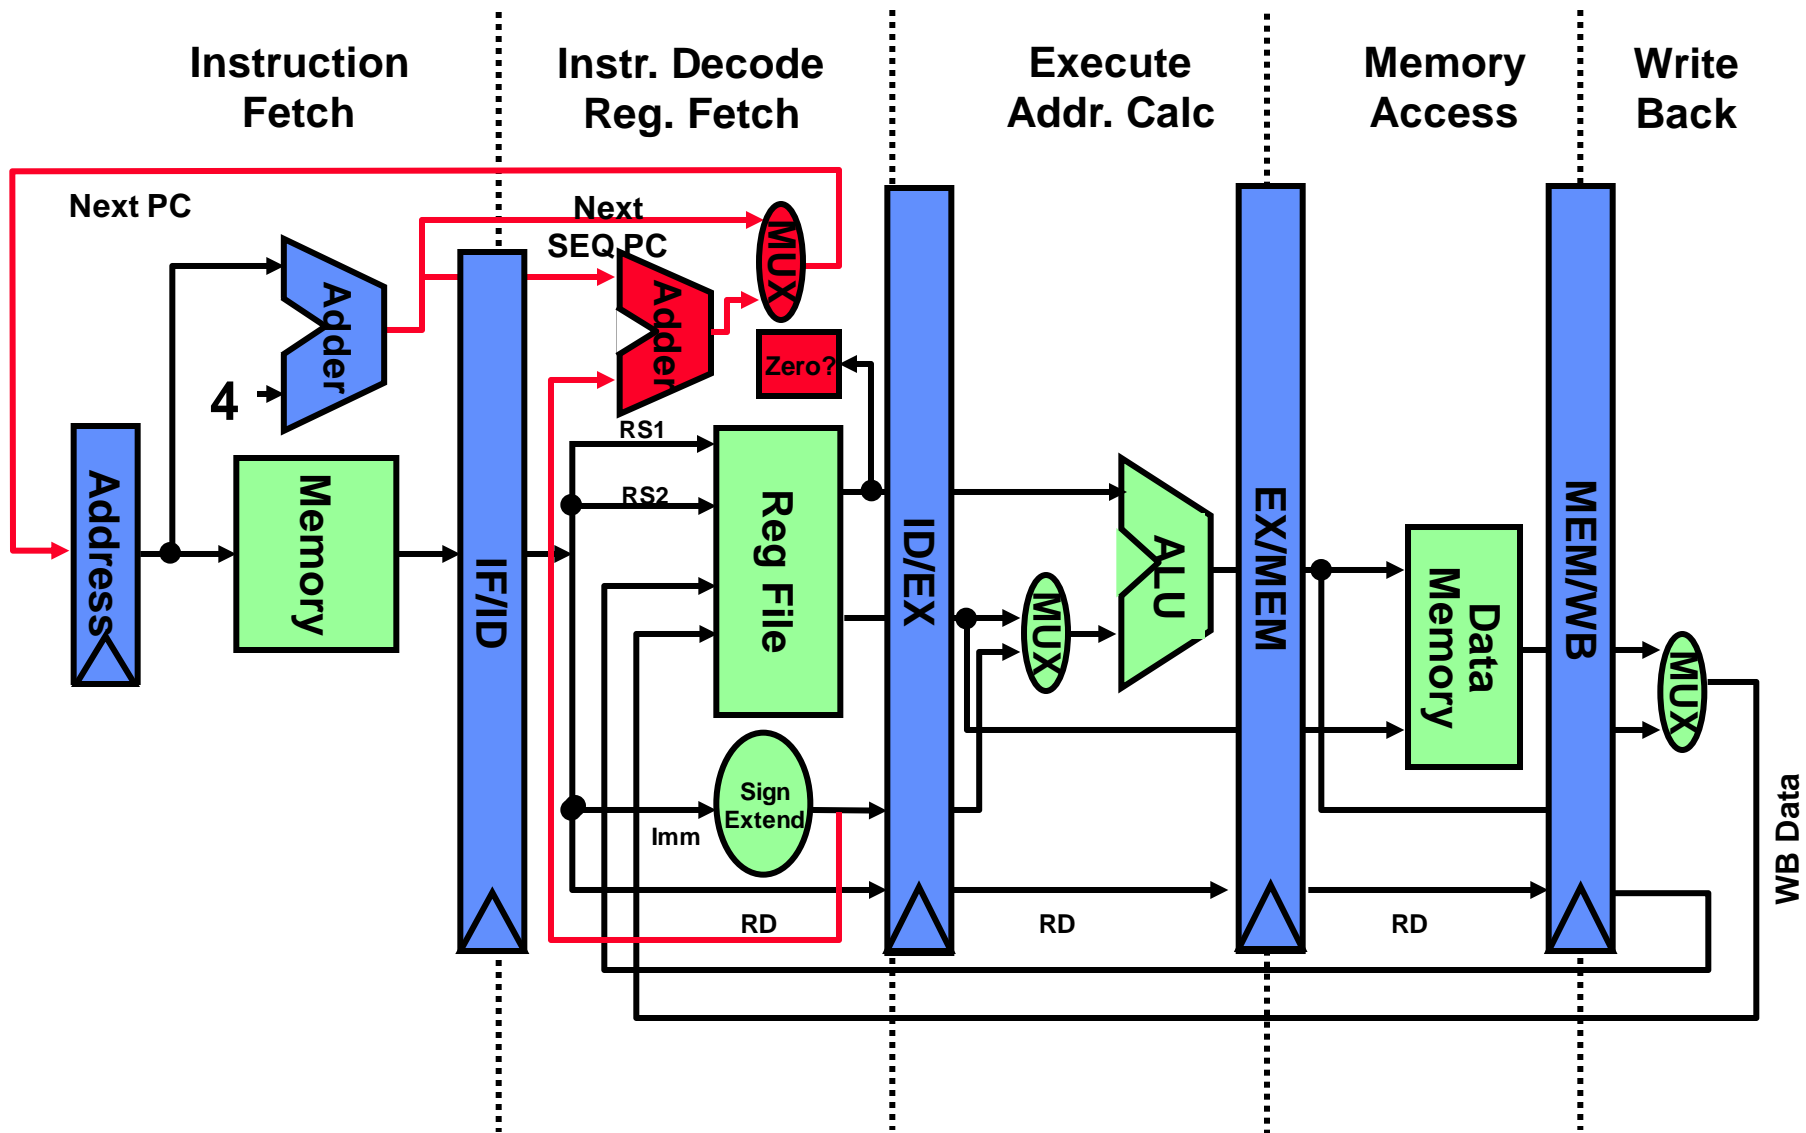 Instruction
Fetch
Instr. Decode
Reg. Fetch
Execute
Addr. Calc
Memory
Access
Write
Back
Next PC
Next
SEQ PC
MUX
Adder
Adder
Zero?
4
RS1
Address
Memory
IF/ID
RS2
Reg File
ID/EX
MUX
ALU
EX/MEM
Data
Memory
MEM/WB
MUX
Sign
Extend
Imm
WB Data
RD
RD
RD